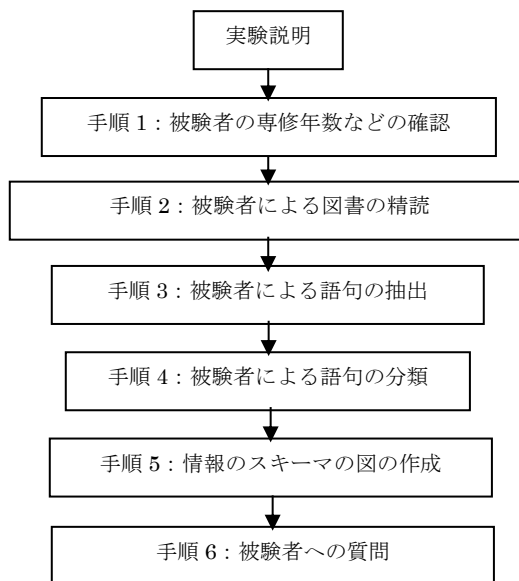 実験説明
手順 1：被験者の専修年数などの確認
手順 2：被験者による図書の精読
手順 3：被験者による語句の抽出
手順 4：被験者による語句の分類
手順 5：情報のスキーマの図の作成
手順 6：被験者への質問